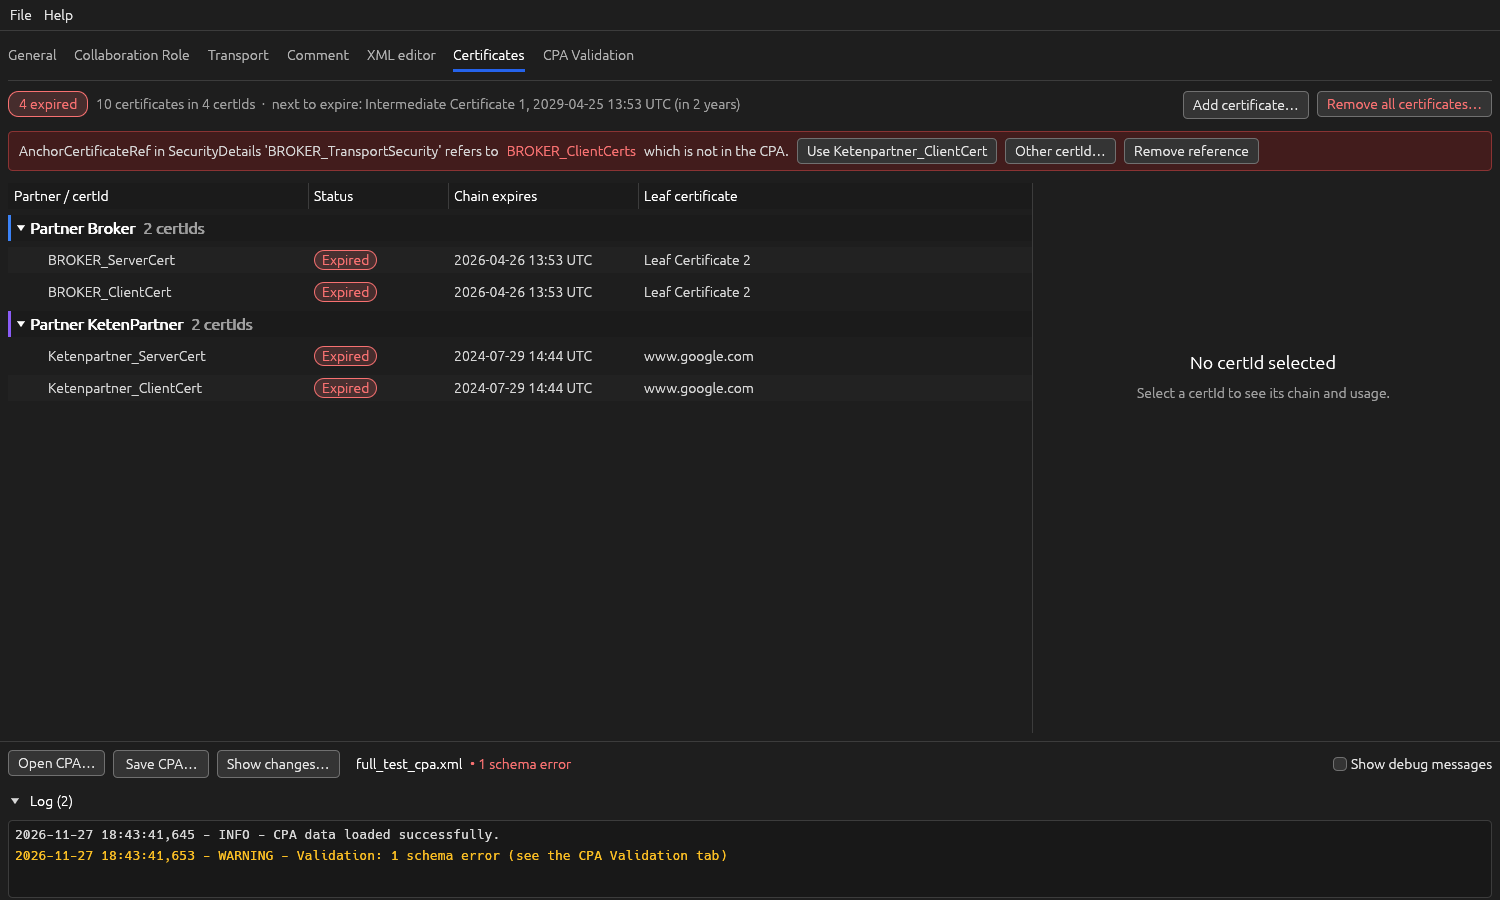 File Help
General Collaboration Role Transport Comment XML editor Certificates CPA Validation
4 expired 10 certificates in 4 certIds · next to expire: Intermediate Certificate 1, 2029-04-25 13:53 UTC (in 2 years) Add certificate... Remove all certificates...
AnchorCertificateRef in SecurityDetails 'BROKER_TransportSecurity' refers to BROKER_ClientCerts which is not in the CPA. Use Ketenpartner_ClientCert Other certId... Remove reference
Partner / certId Status Chain expires Leaf certificate
Partner Broker 2 certIds
BROKER_ServerCert Expired 2026-04-26 13:53 UTC Leaf Certificate 2
BROKER_ClientCert Expired 2026-04-26 13:53 UTC Leaf Certificate 2
Partner KetenPartner 2 certIds
Ketenpartner_ServerCert Expired 2024-07-29 14:44 UTC www.google.com
Ketenpartner_ClientCert Expired 2024-07-29 14:44 UTC www.google.com
No certId selected
Select a certId to see its chain and usage.
Open CPA... Save CPA... Show changes... full_test_cpa.xml • 1 schema error Show debug messages
Log (2)
2026-11-27 18:43:41,645 - INFO - CPA data loaded successfully.
2026-11-27 18:43:41,653 - WARNING - Validation: 1 schema error (see the CPA Validation tab)